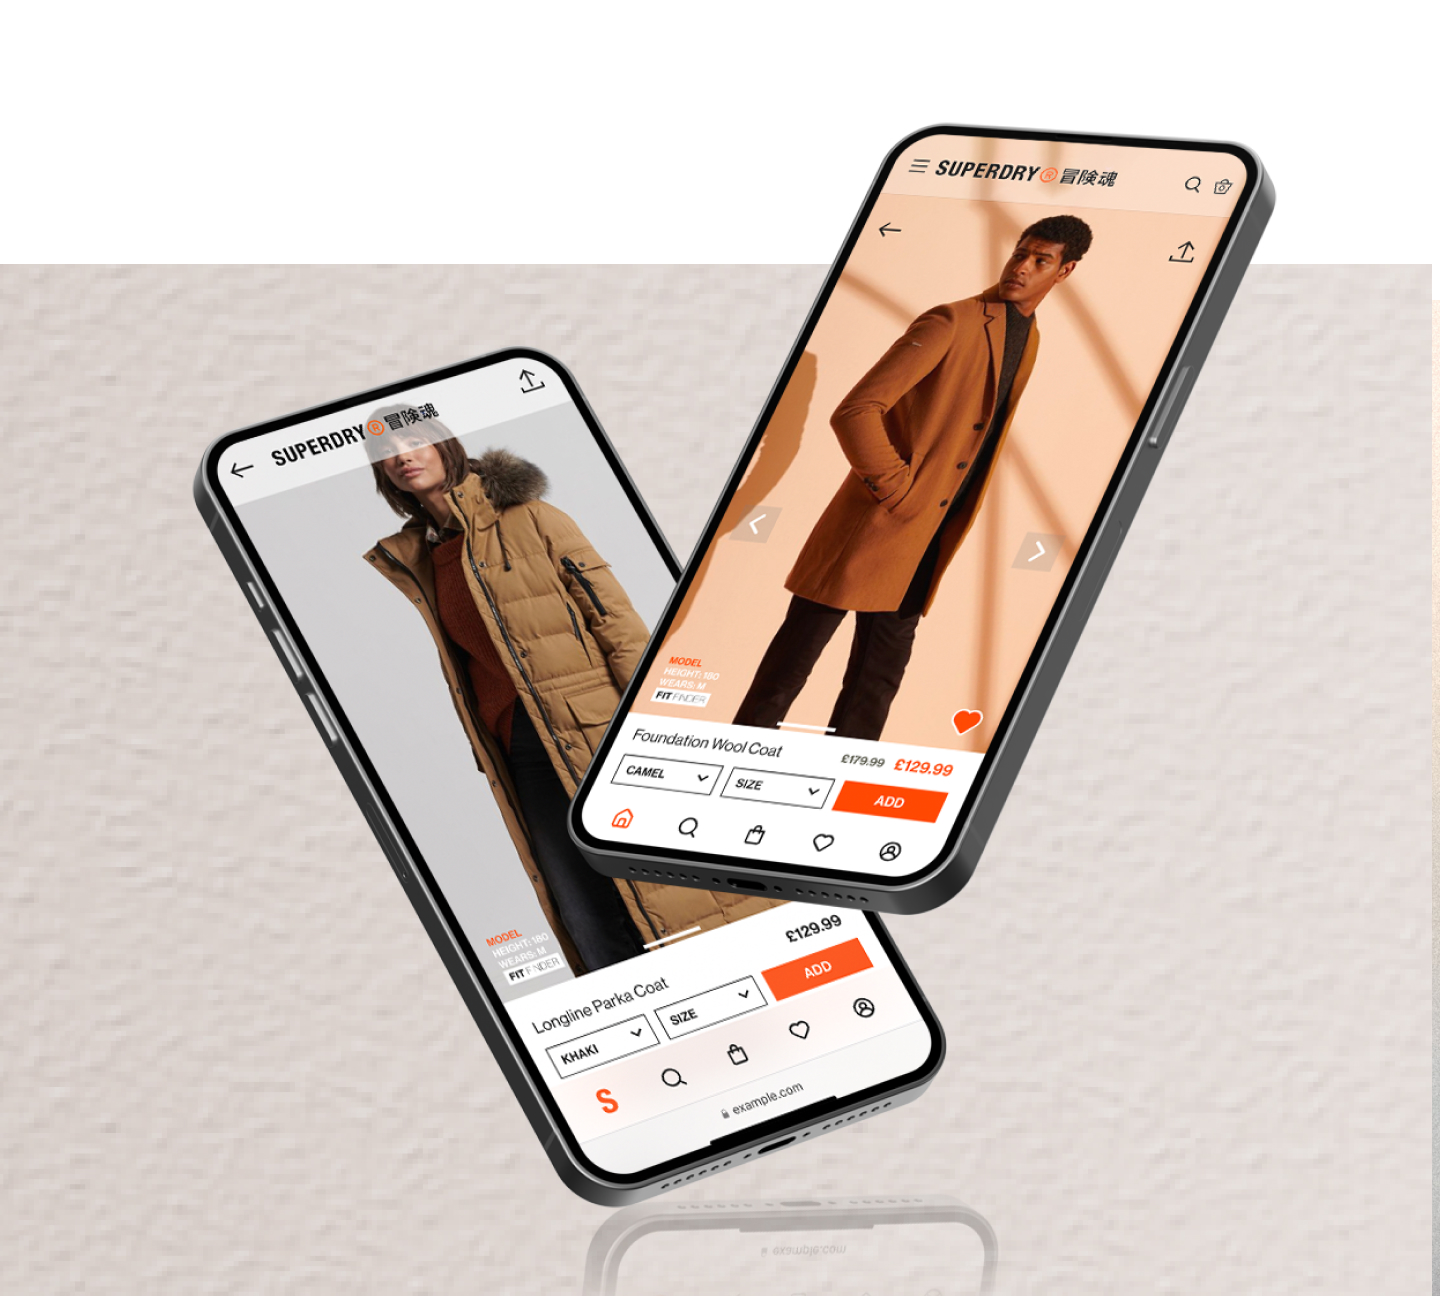 SUPERDRY® 冒険魂
MODEL
HEIGHT: 180
WEARS: M
FIT FINDER
Foundation Wool Coat
£179.99 £129.99
CAMEL
SIZE
ADD
SUPERDRY® 冒険魂
MODEL
HEIGHT: 180
WEARS: M
FIT FINDER
£129.99
Longline Parka Coat
KHAKI
SIZE
ADD
S
example.com
example.com